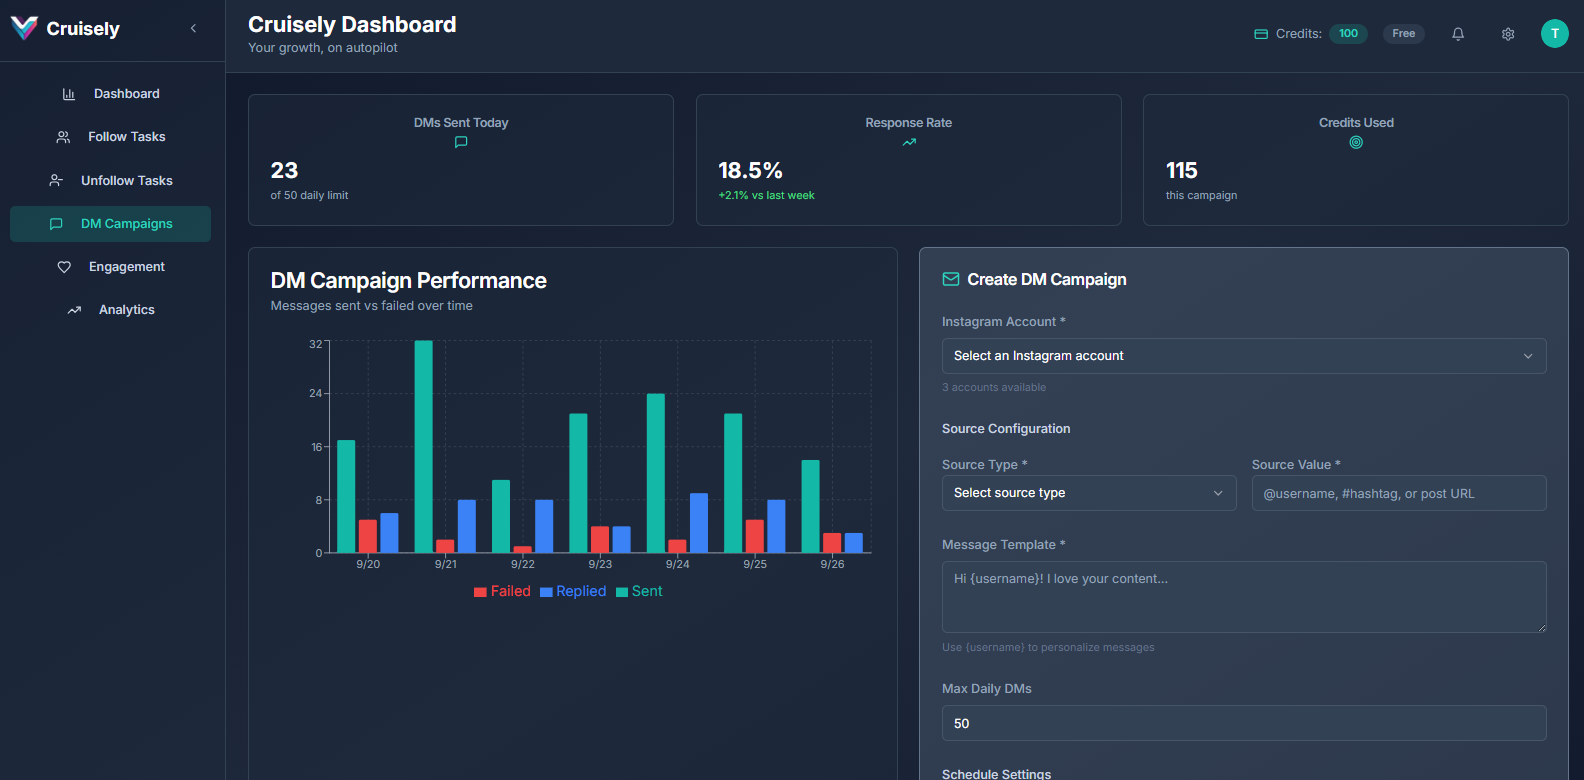 Cruisely
Dashboard
Follow Tasks
Unfollow Tasks
DM Campaigns
Engagement
Analytics
Cruisely Dashboard
Your growth, on autopilot
Credits: 100 Free T
DMs Sent Today
23
of 50 daily limit
Response Rate
18.5%
+2.1% vs last week
Credits Used
115
this campaign
DM Campaign Performance
Messages sent vs failed over time
32
24
16
8
0
9/20 9/21 9/22 9/23 9/24 9/25 9/26
Failed Replied Sent
Create DM Campaign
Instagram Account *
Select an Instagram account
3 accounts available
Source Configuration
Source Type * Source Value *
Select source type @username, #hashtag, or post URL
Message Template *
Hi {username}! I love your content...
Use {username} to personalize messages
Max Daily DMs
50
Schedule Settings